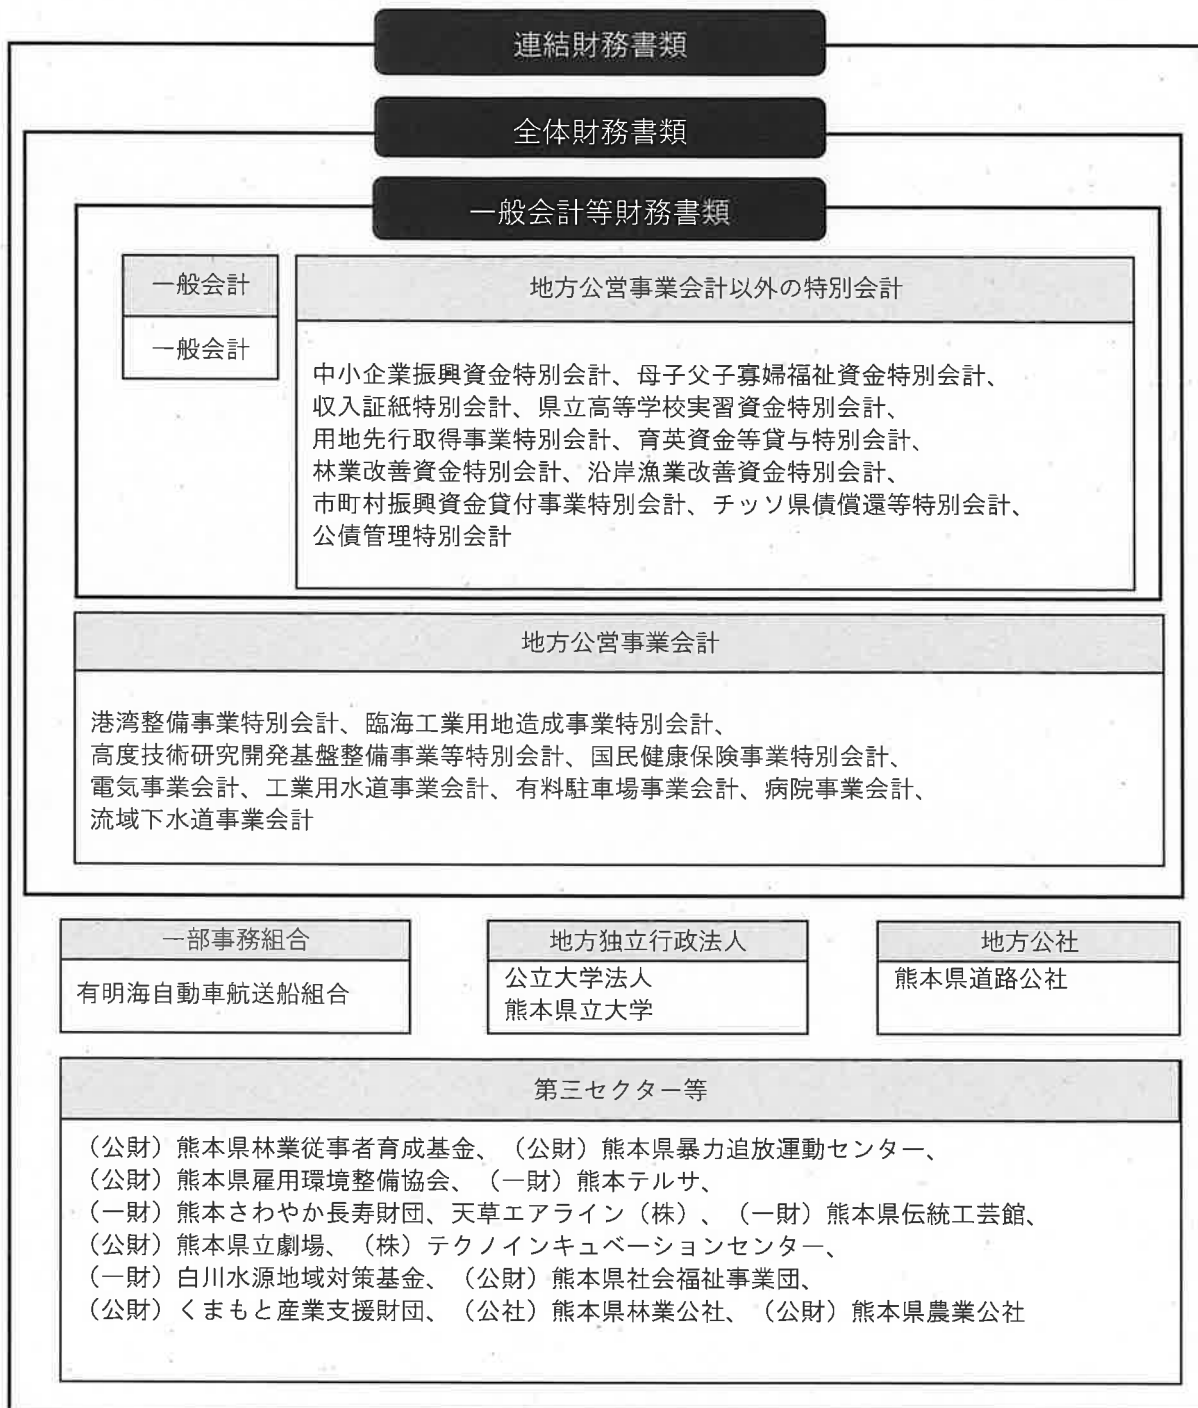 連結財務書類
全体財務書類
一般会計等財務書類
一般会計
一般会計
地方公営事業会計以外の特別会計
中小企業振興資金特別会計、母子父子寡婦福祉資金特別会計、
収入証紙特別会計、県立高等学校実習資金特別会計、
用地先行取得事業特別会計、育英資金等貸与特別会計、
林業改善資金特別会計、沿岸漁業改善資金特別会計、
市町村振興資金貸付事業特別会計、チッソ県債償還等特別会計、
公債管理特別会計
地方公営事業会計
港湾整備事業特別会計、臨海工業用地造成事業特別会計、
高度技術研究開発基盤整備事業等特別会計、国民健康保険事業特別会計、
電気事業会計、工業用水道事業会計、有料駐車場事業会計、病院事業会計、
流域下水道事業会計
一部事務組合
有明海自動車航送船組合
地方独立行政法人
公立大学法人
熊本県立大学
地方公社
熊本県道路公社
第三セクター等
（公財）熊本県林業従事者育成基金、（公財）熊本県暴力追放運動センター、
（公財）熊本県雇用環境整備協会、（一財）熊本テルサ、
（一財）熊本さわやか長寿財団、天草エアライン（株）、（一財）熊本県伝統工芸館、
（公財）熊本県立劇場、（株）テクノインキュベーションセンター、
（一財）白川水源地域対策基金、（公財）熊本県社会福祉事業団、
（公財）くまもと産業支援財団、（公社）熊本県林業公社、（公財）熊本県農業公社